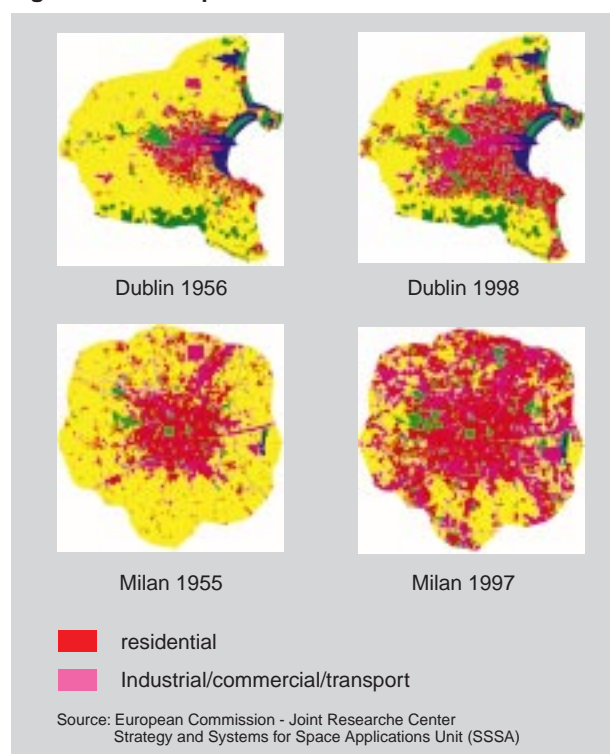 Dublin 1956
Dublin 1998
Milan 1955
Milan 1997
residential
Industrial/commercial/transport
Source: European Commission - Joint Researche Center
Strategy and Systems for Space Applications Unit (SSSA)